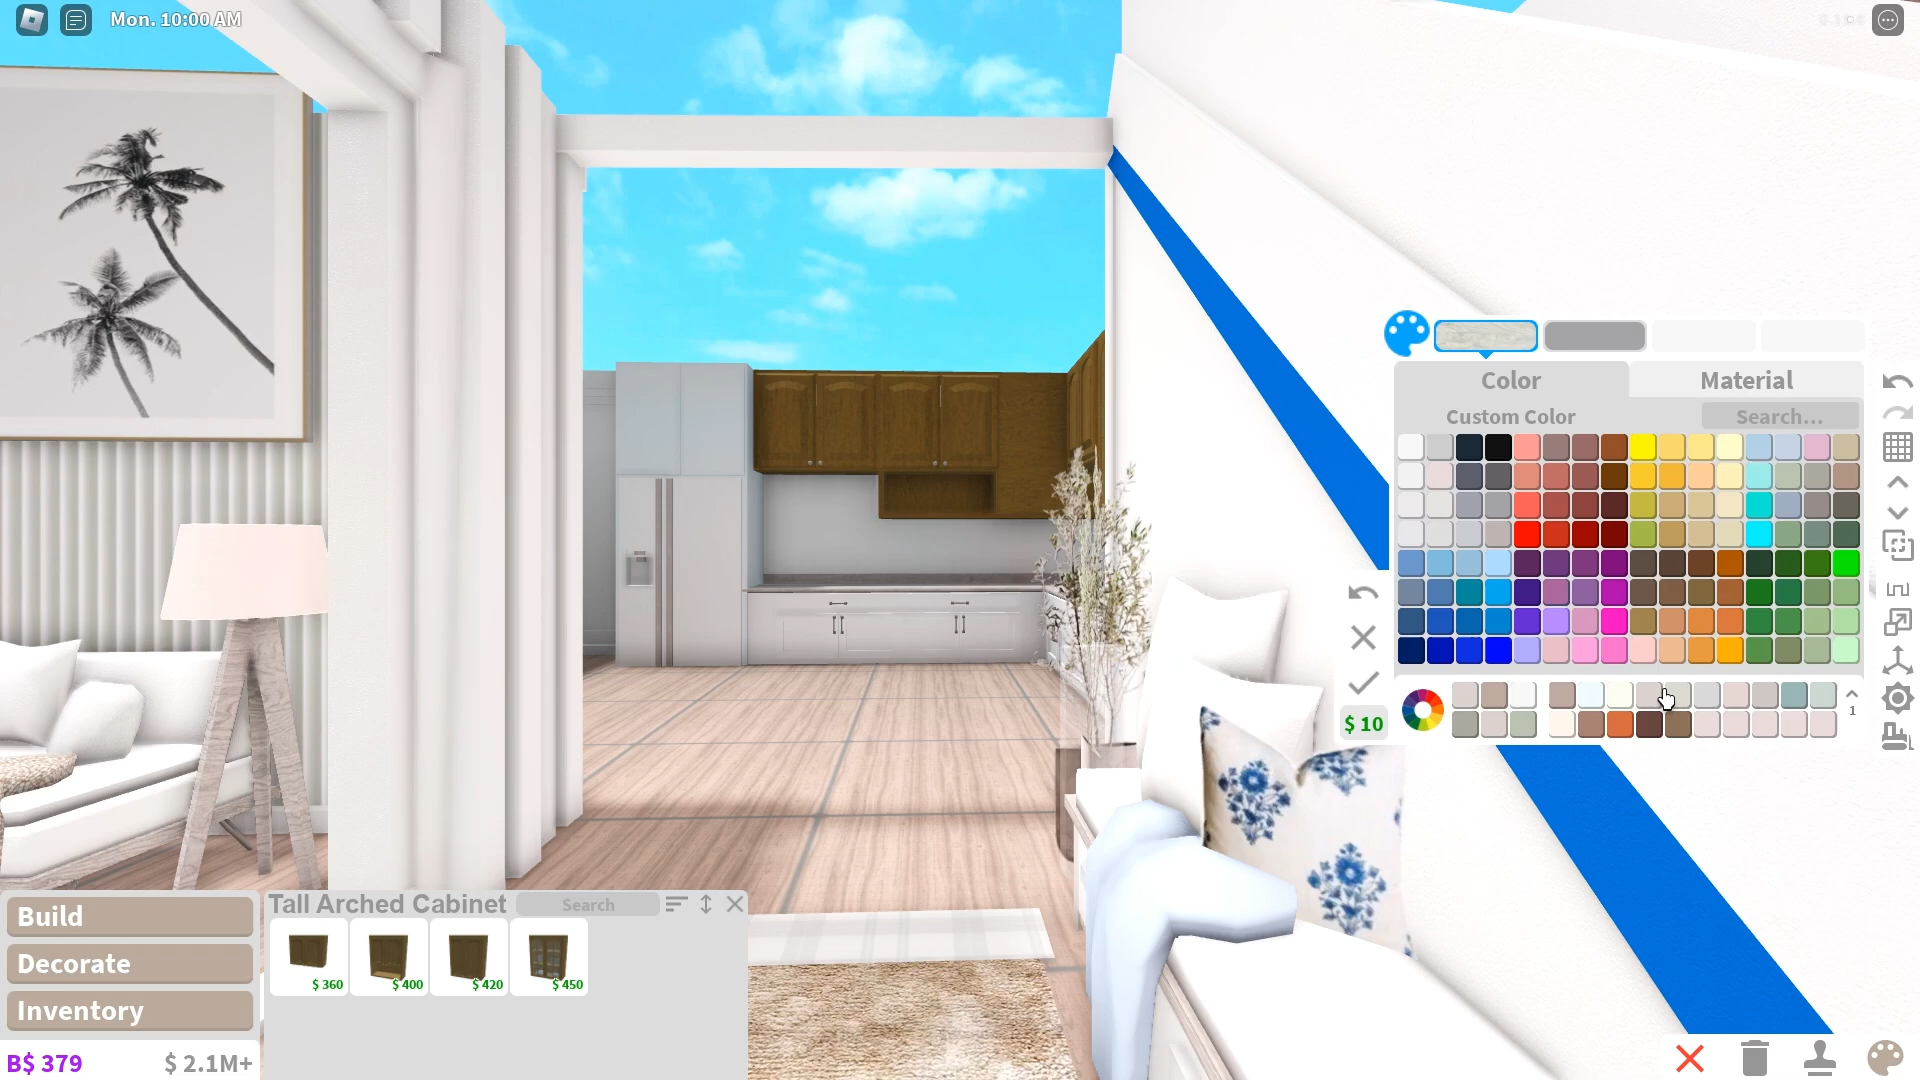 Mon. 10:00 AM
Color
Material
Custom Color
Search...
$ 10
1
Build
Decorate
Inventory
B$ 379
$ 2.1M+
Tall Arched Cabinet
Search
$ 360
$ 400
$ 420
$ 450